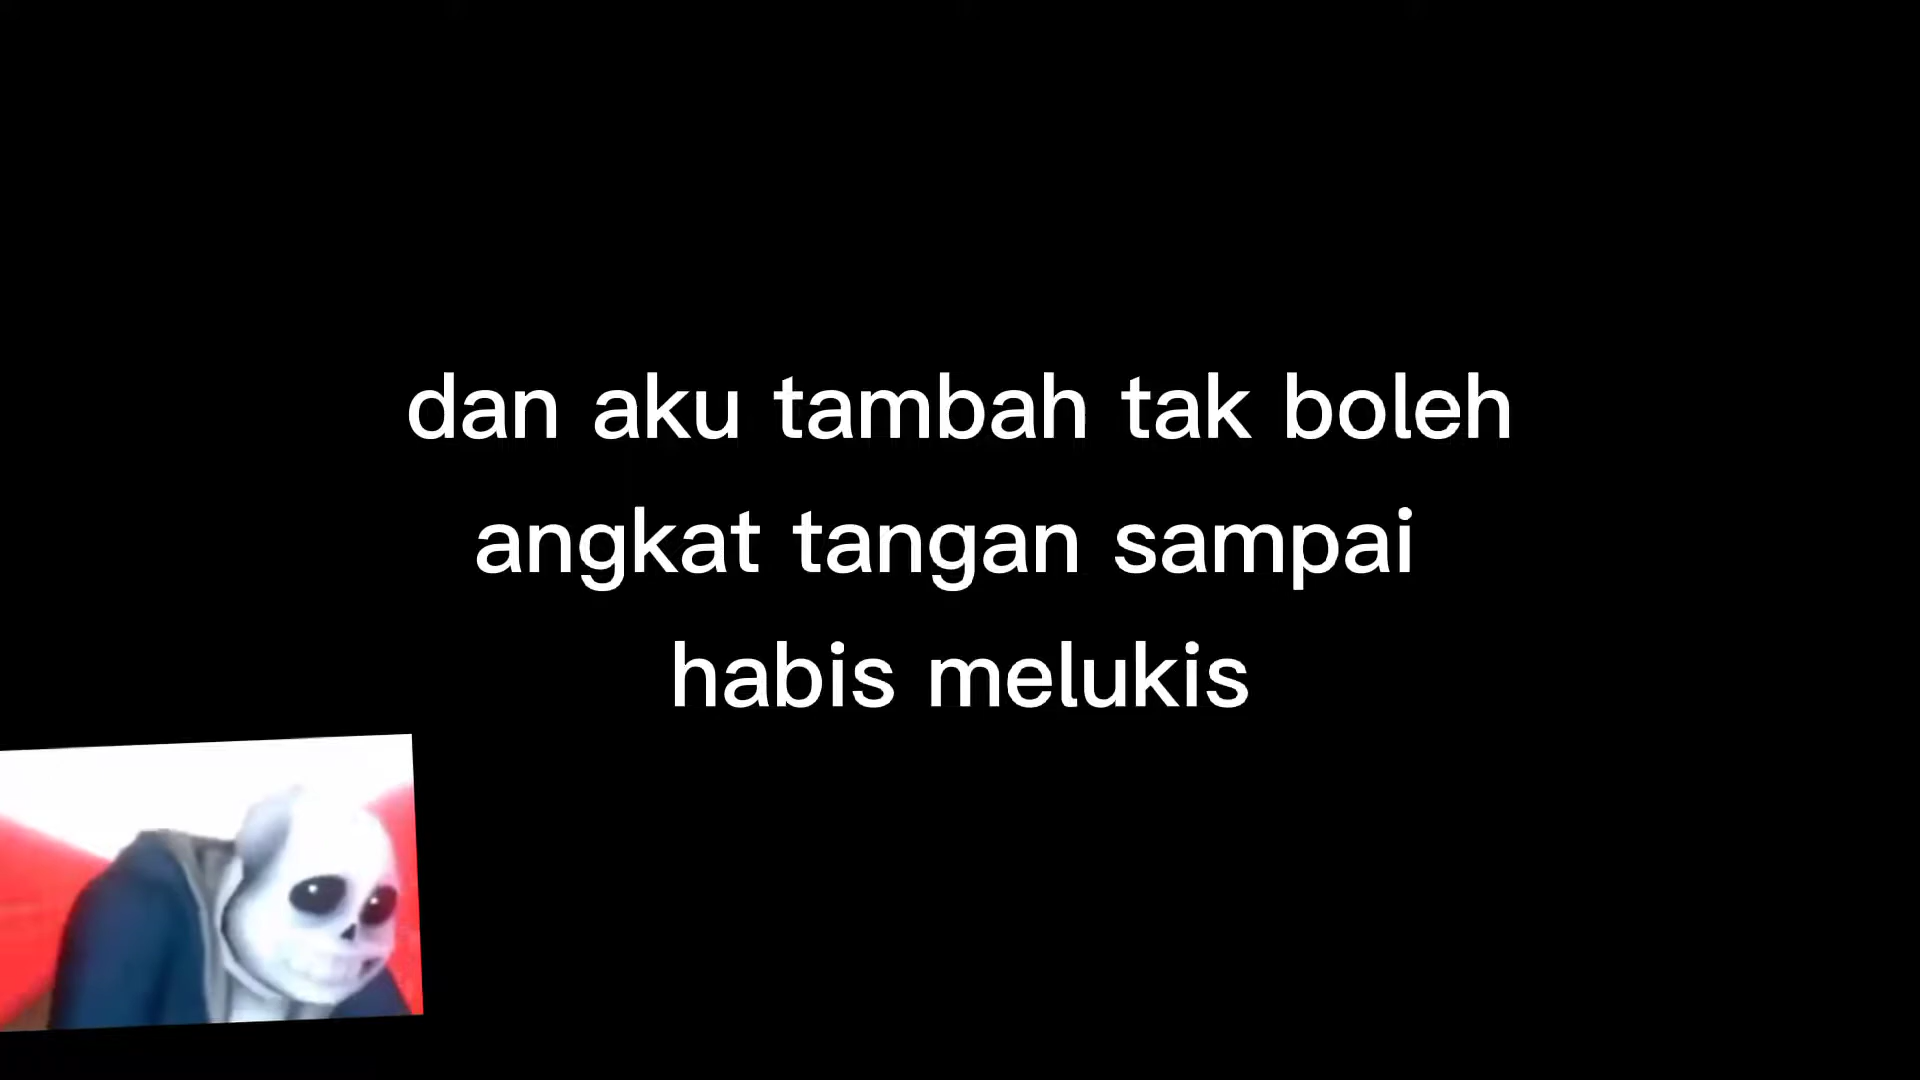 dan aku tambah tak boleh
angkat tangan sampai
habis melukis